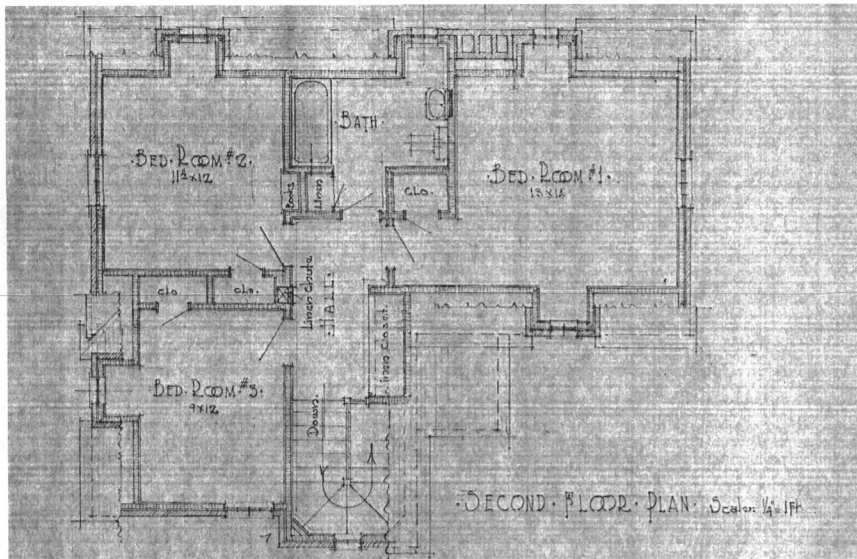 ·BED·ROOM #2·
11½x12
·BATH·
·BED·ROOM #1·
13x15
Books
Linen
CLO.
Clo
Clo.
Linen Chute
·HALL·
Linen Closet
·BED·ROOM #3·
9x12
Down
·SECOND·FLOOR·PLAN· Scale: ¼"=1Ft